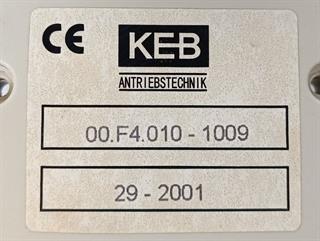 CE KEB
ANTRIEBSTECHNIK
00.F4.010 - 1009
29 - 2001